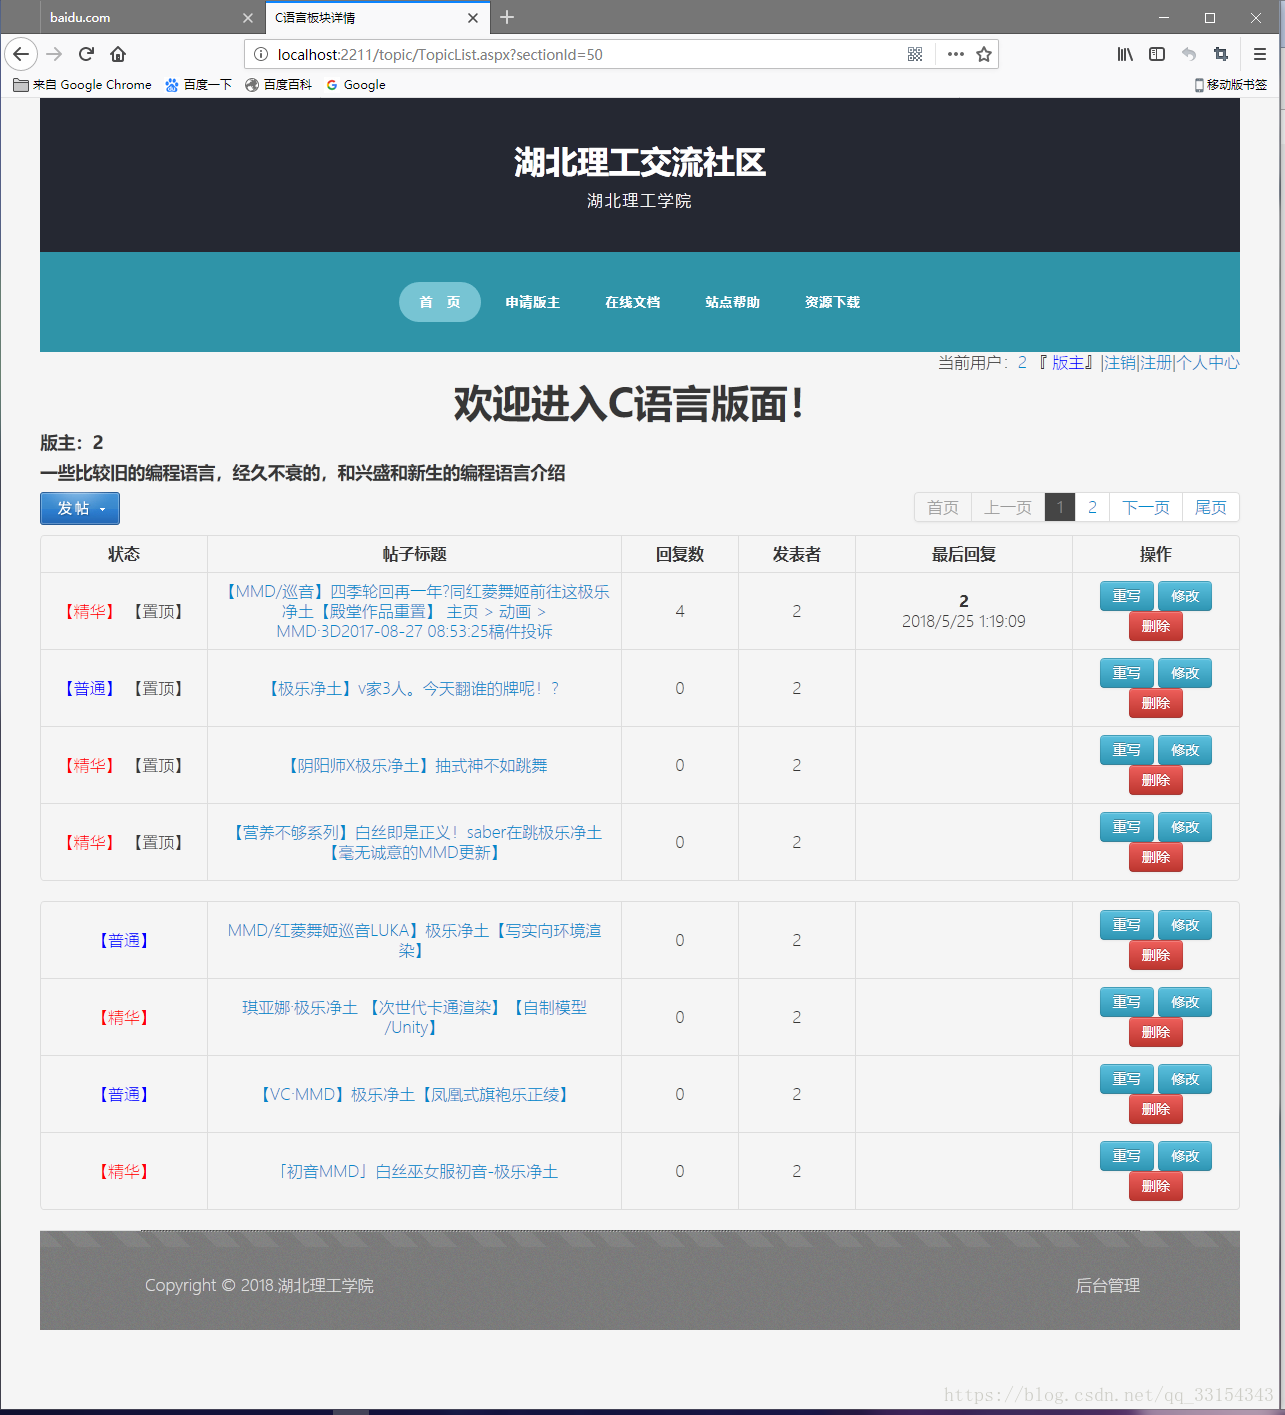 baidu.com
C语言板块详情
localhost:2211/topic/TopicList.aspx?sectionId=50
来自 Google Chrome 百度一下 百度百科 Google 移动版书签
湖北理工交流社区
湖北理工学院
首 页 申请版主 在线文档 站点帮助 资源下载
当前用户：2 『 版主』|注销|注册|个人中心
欢迎进入C语言版面！
版主：2
一些比较旧的编程语言，经久不衰的，和兴盛和新生的编程语言介绍
发帖 首页 上一页 1 2 下一页 尾页
状态 帖子标题 回复数 发表者 最后回复 操作
【MMD/巡音】四季轮回再一年?同红菱舞姬前往这极乐
【精华】 【置顶】 净土【殿堂作品重置】 主页 > 动画 > 4 2 2 重写 修改
MMD·3D2017-08-27 08:53:25稿件投诉 2018/5/25 1:19:09 删除
【普通】 【置顶】 【极乐净土】v家3人。今天翻谁的牌呢！？ 0 2 重写 修改
删除
【精华】 【置顶】 【阴阳师X极乐净土】抽式神不如跳舞 0 2 重写 修改
删除
【精华】 【置顶】 【营养不够系列】白丝即是正义！saber在跳极乐净土 0 2 重写 修改
【毫无诚意的MMD更新】 删除
【普通】 MMD/红菱舞姬巡音LUKA】极乐净土【写实向环境渲 0 2 重写 修改
染】 删除
【精华】 琪亚娜·极乐净土 【次世代卡通渲染】【自制模型 0 2 重写 修改
/Unity】 删除
【普通】 【VC·MMD】极乐净土【凤凰式旗袍乐正绫】 0 2 重写 修改
删除
【精华】 「初音MMD」白丝巫女服初音-极乐净土 0 2 重写 修改
删除
Copyright © 2018.湖北理工学院 后台管理
https://blog.csdn.net/qq_33154343